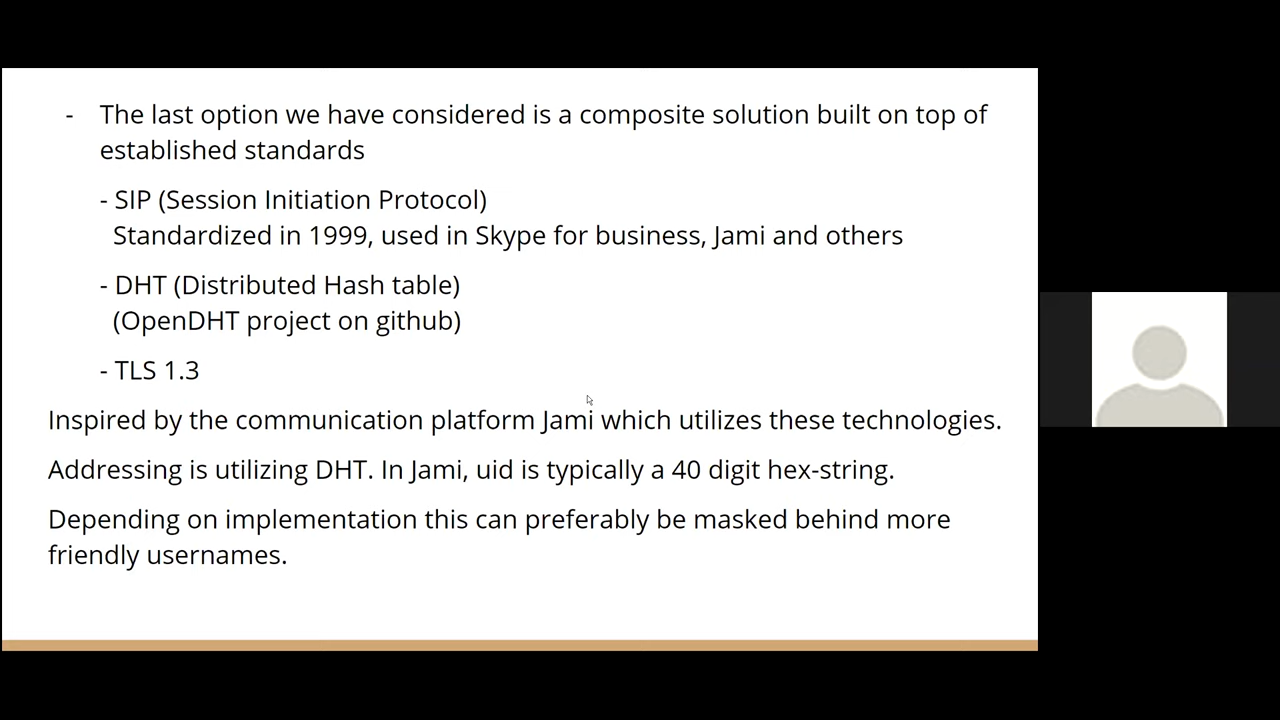 - The last option we have considered is a composite solution built on top of
established standards
- SIP (Session Initiation Protocol)
Standardized in 1999, used in Skype for business, Jami and others
- DHT (Distributed Hash table)
(OpenDHT project on github)
- TLS 1.3
Inspired by the communication platform Jami which utilizes these technologies.
Addressing is utilizing DHT. In Jami, uid is typically a 40 digit hex-string.
Depending on implementation this can preferably be masked behind more
friendly usernames.